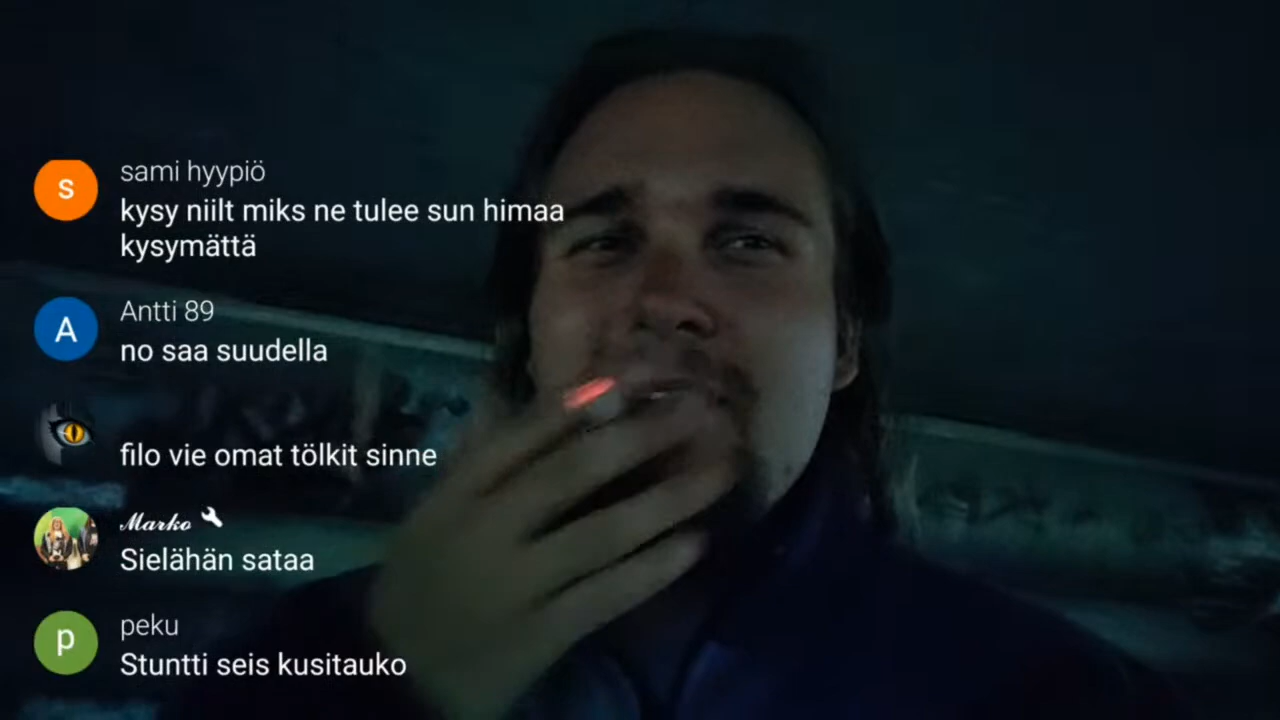 sami hyypiö
kysy niilt miks ne tulee sun himaa
kysymättä
Antti 89
no saa suudella
filo vie omat tölkit sinne
Marko
Sielähän sataa
peku
Stuntti seis kusitauko